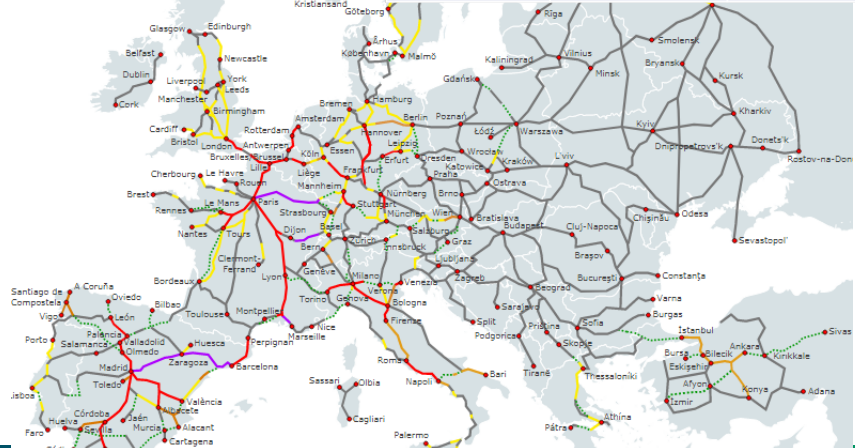 Kristiansand
Göteborg
Rīga
Glasgow
Edinburgh
Århus
Smolensk
Belfast
Newcastle
København
Malmö
Kaliningrad
Vilnius
Bryansk
Dublin
York
Liverpool
Leeds
Gdańsk
Minsk
Kursk
Manchester
Cork
Birmingham
Bremen
Hamburg
Amsterdam
Berlin
Poznań
Kharkiv
Cardiff
Rotterdam
Hannover
Łódź
Warszawa
Kyiv
Bristol
London
Antwerpen
Essen
Leipzig
Dnipropetrovs'k
Donets'k
Bruxelles/Brussel
Köln
Erfurt
Dresden
Wrocław
Rostov-na-Don
Lille
Liège
Frankfurt
Katowice
Kraków
L'viv
Cherbourg
Le Havre
Praha
Rouen
Mannheim
Ostrava
Brest
Paris
Nürnberg
Brno
Le Mans
Stuttgart
Rennes
Strasbourg
München
Wien
Bratislava
Chişinău
Odesa
Nantes
Tours
Dijon
Basel
Salzburg
Budapest
Cluj-Napoca
Zürich
Innsbruck
Graz
Sevastopol'
Bern
Clermont-
Ferrand
Ljubljana
Braşov
Genève
Lyon
Milano
Zagreb
Bordeaux
Verona
Venezia
Beograd
Bucureşti
Constanţa
Santiago de
Compostela
A Coruña
Oviedo
Torino
Genova
Bologna
Varna
Bilbao
Sarajevo
Vigo
León
Toulouse
Montpellier
Nice
Firenze
Split
Burgas
Marseille
Podgorica
Priština
Sofia
Palencia
Perpignan
Istanbul
Sivas
Porto
Salamanca
Valladolid
Olmedo
Huesca
Skopje
Bursa
Bilecik
Ankara
Kırıkkale
Zaragoza
Roma
Madrid
Barcelona
Tiranë
Eskişehir
Toledo
Napoli
Bari
Thessaloniki
Afyon
Konya
Adana
isboa
Sassari
Olbia
València
İzmir
Albacete
Córdoba
Jaén
Cagliari
Athína
Huelva
Murcia
Alacant
Pátra
Faro
Sevilla
Cartagena
Palermo